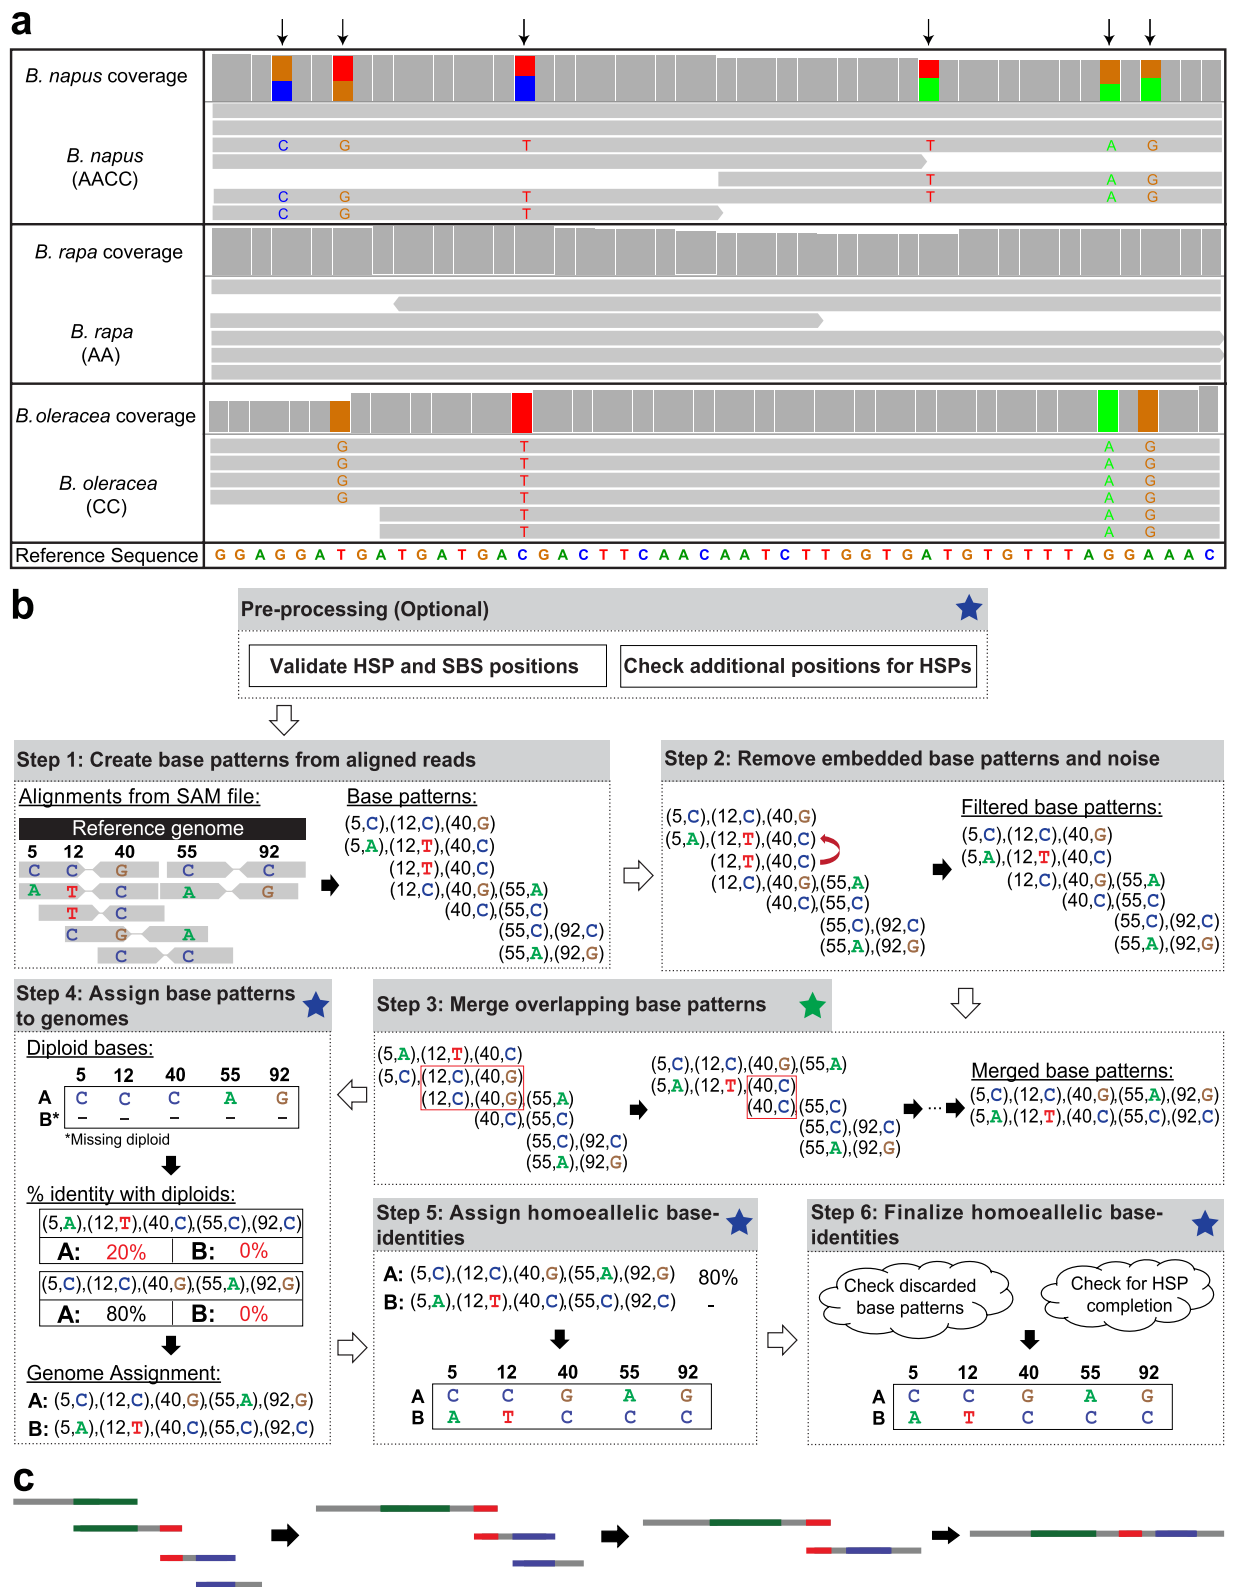 a
B. napus coverage
B. napus
(AACC)
C G T T A G
T A G
C G T T A G
C G T
B. rapa coverage
B. rapa
(AA)
B. oleracea coverage
B. oleracea
(CC)
G T A G
G T A G
G T A G
G T A G
T A G
T A G
Reference Sequence G G A G G A T G A T G A T G A C G A C T T C A A C A A T C T T G G T G A T G T G T T T A G G A A A C
b
Pre-processing (Optional)
Validate HSP and SBS positions
Check additional positions for HSPs
Step 1: Create base patterns from aligned reads
Alignments from SAM file:
Reference genome
5 12 40 55 92
C C G C C
A T C A G
T C
C G A
C C
Base patterns:
(5,C),(12,C),(40,G)
(5,A),(12,T),(40,C)
(12,T),(40,C)
(12,C),(40,G),(55,A)
(40,C),(55,C)
(55,C),(92,C)
(55,A),(92,G)
Step 2: Remove embedded base patterns and noise
(5,C),(12,C),(40,G)
(5,A),(12,T),(40,C)
(12,T),(40,C)
(12,C),(40,G),(55,A)
(40,C),(55,C)
(55,C),(92,C)
(55,A),(92,G)
Filtered base patterns:
(5,C),(12,C),(40,G)
(5,A),(12,T),(40,C)
(12,C),(40,G),(55,A)
(40,C),(55,C)
(55,C),(92,C)
(55,A),(92,G)
Step 3: Merge overlapping base patterns
(5,A),(12,T),(40,C)
(5,C),(12,C),(40,G)
(12,C),(40,G),(55,A)
(40,C),(55,C)
(55,C),(92,C)
(55,A),(92,G)
(5,C),(12,C),(40,G),(55,A)
(5,A),(12,T),(40,C)
(40,C),(55,C)
(55,C),(92,C)
(55,A),(92,G)
...
Merged base patterns:
(5,C),(12,C),(40,G),(55,A),(92,G)
(5,A),(12,T),(40,C),(55,C),(92,C)
Step 4: Assign base patterns
to genomes
Diploid bases:
5 12 40 55 92
A C C C A G
B* – – – – –
*Missing diploid
% identity with diploids:
(5,A),(12,T),(40,C),(55,C),(92,C)
A: 20% B: 0%
(5,C),(12,C),(40,G),(55,A),(92,G)
A: 80% B: 0%
Genome Assignment:
A: (5,C),(12,C),(40,G),(55,A),(92,G)
B: (5,A),(12,T),(40,C),(55,C),(92,C)
Step 5: Assign homoeallelic base-
identities
A: (5,C),(12,C),(40,G),(55,A),(92,G) 80%
B: (5,A),(12,T),(40,C),(55,C),(92,C) -
5 12 40 55 92
A C C G A G
B A T C C C
Step 6: Finalize homoeallelic base-
identities
Check discarded
base patterns
Check for HSP
completion
5 12 40 55 92
A C C G A G
B A T C C C
c